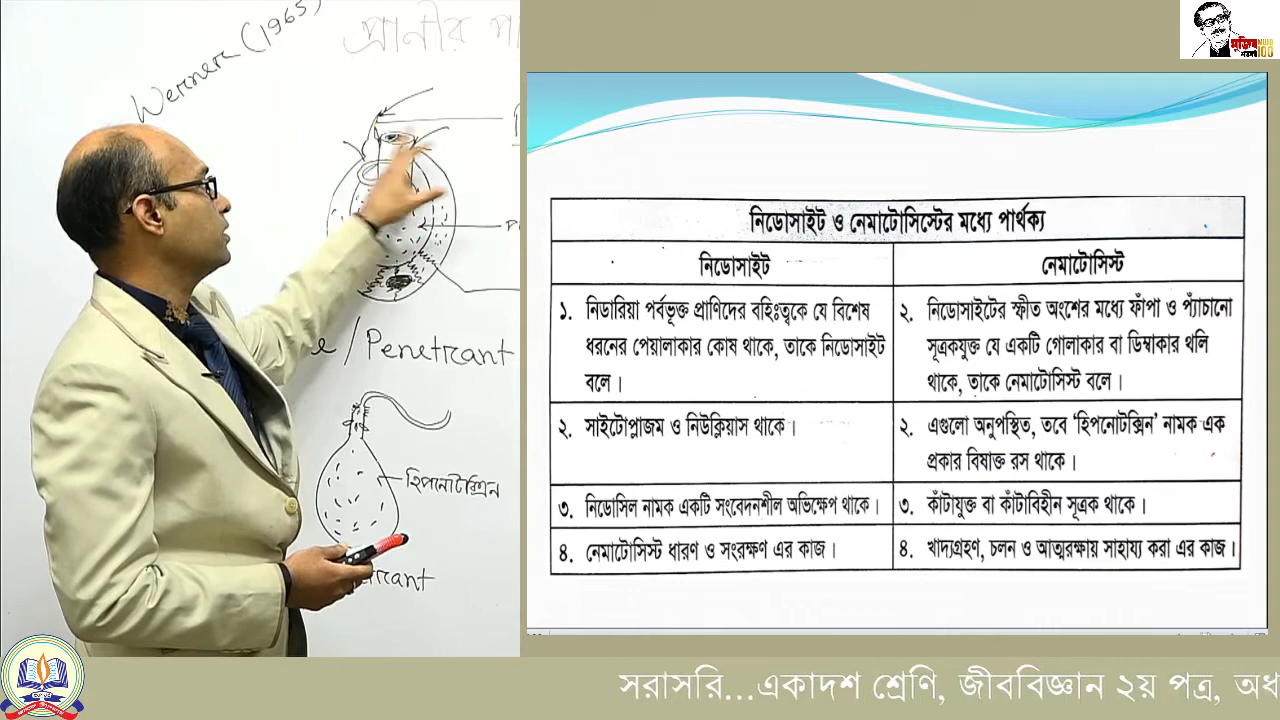 Werner (1965)
প্রাণীর
/ Penetrant
হিপনোটক্সিন
মুজিব
100
নিডোসাইট ও নেমাটোসিস্টের মধ্যে পার্থক্য
নিডোসাইট
নেমাটোসিস্ট
১. নিডারিয়া পর্বভূক্ত প্রাণিদের বহিঃত্বকে যে বিশেষ
ধরনের পেয়ালাকার কোষ থাকে, তাকে নিডোসাইট
বলে।
২. নিডোসাইটের স্ফীত অংশের মধ্যে ফাঁপা ও প্যাঁচানো
সূত্রকযুক্ত যে একটি গোলাকার বা ডিম্বাকার থলি
থাকে, তাকে নেমাটোসিস্ট বলে।
২. সাইটোপ্লাজম ও নিউক্লিয়াস থাকে।
২. এগুলো অনুপস্থিত, তবে ‘হিপনোটক্সিন’ নামক এক
প্রকার বিষাক্ত রস থাকে।
৩. নিডোসিল নামক একটি সংবেদনশীল অভিক্ষেপ থাকে।
৩. কাঁটাযুক্ত বা কাঁটাবিহীন সূত্রক থাকে।
৪. নেমাটোসিস্ট ধারণ ও সংরক্ষণ এর কাজ।
৪. খাদ্যগ্রহণ, চলন ও আত্মরক্ষায় সাহায্য করা এর কাজ।
সরাসরি...একাদশ শ্রেণি, জীববিজ্ঞান ২য় পত্র, অধ